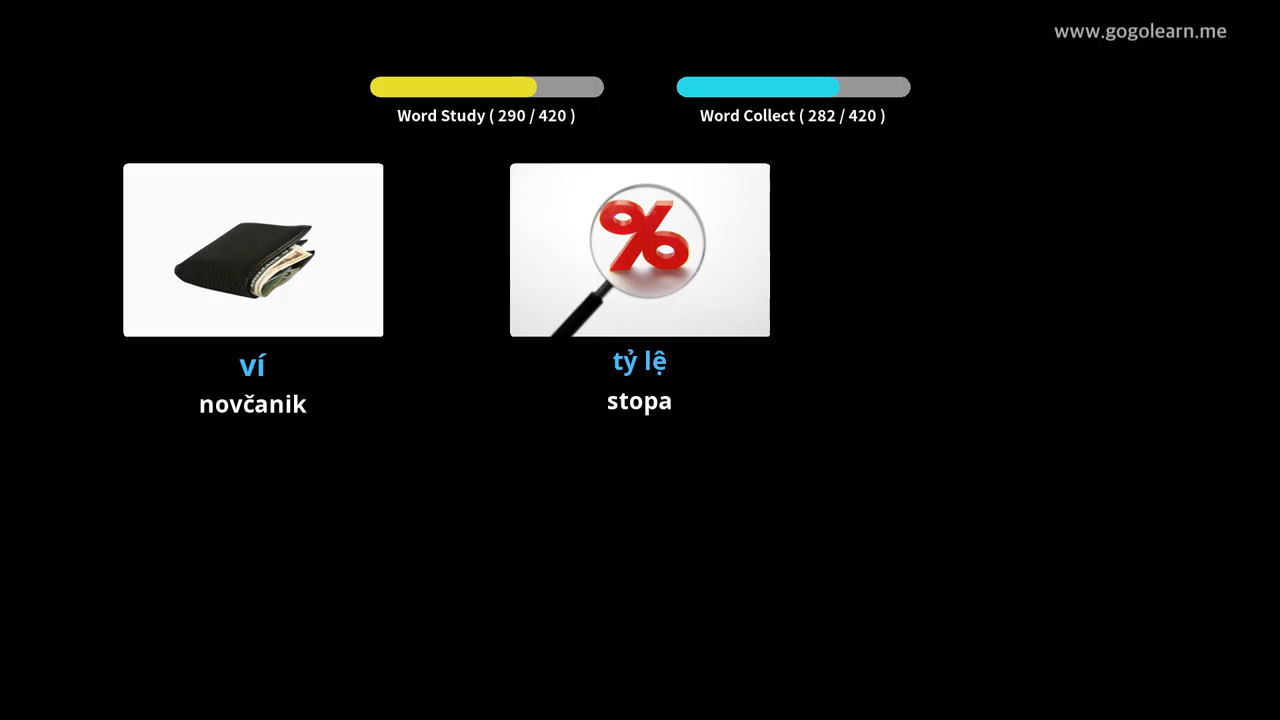 www.gogolearn.me
Word Study ( 290 / 420 )
Word Collect ( 282 / 420 )
%
ví
novčanik
tỷ lệ
stopa